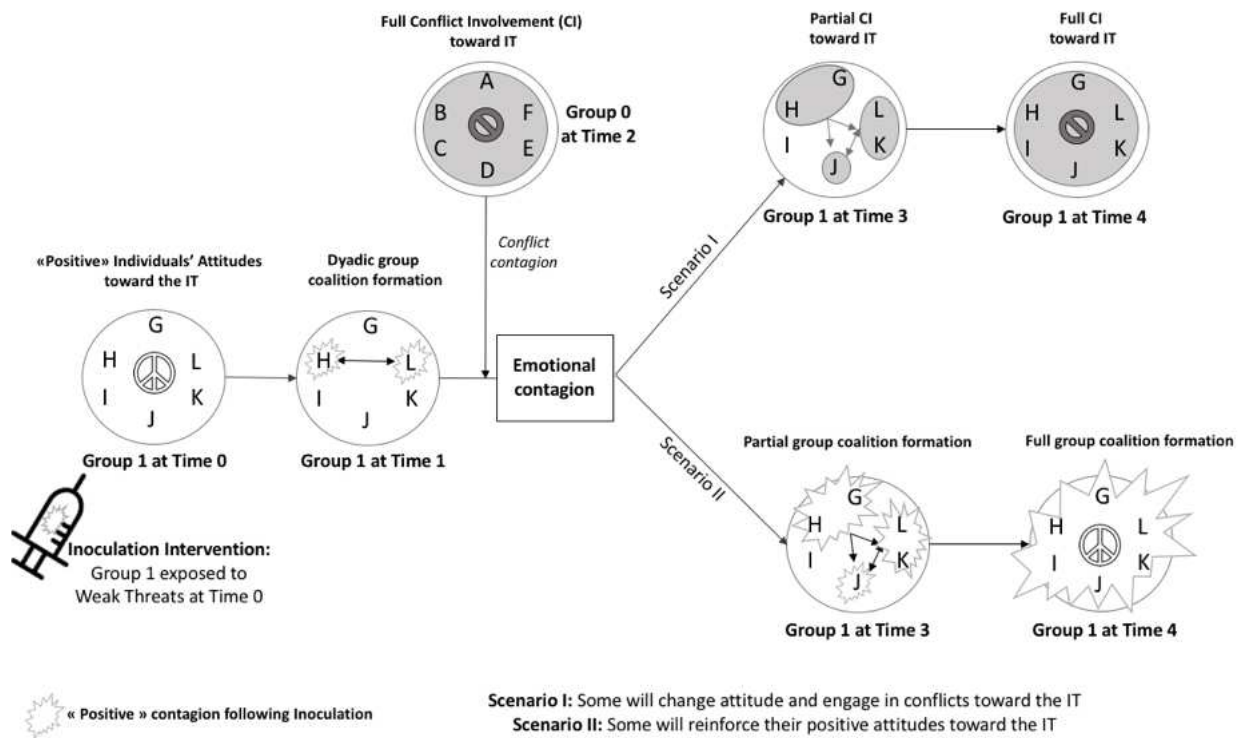 Full Conflict Involvement (CI)
toward IT
A
B
F
C
E
D
Group 0
at Time 2
Conflict
contagion
Partial CI
toward IT
G
H
L
I
K
J
Group 1 at Time 3
Full CI
toward IT
G
H
L
I
K
J
Group 1 at Time 4
«Positive» Individuals’ Attitudes
toward the IT
G
H
L
I
K
J
Group 1 at Time 0
Dyadic group
coalition formation
G
H
L
I
K
J
Group 1 at Time 1
Emotional
contagion
Scenario I
Scenario II
Partial group coalition formation
G
H
L
I
K
J
Group 1 at Time 3
Full group coalition formation
G
H
L
I
K
J
Group 1 at Time 4
Inoculation Intervention:
Group 1 exposed to
Weak Threats at Time 0
« Positive » contagion following Inoculation
Scenario I: Some will change attitude and engage in conflicts toward the IT
Scenario II: Some will reinforce their positive attitudes toward the IT